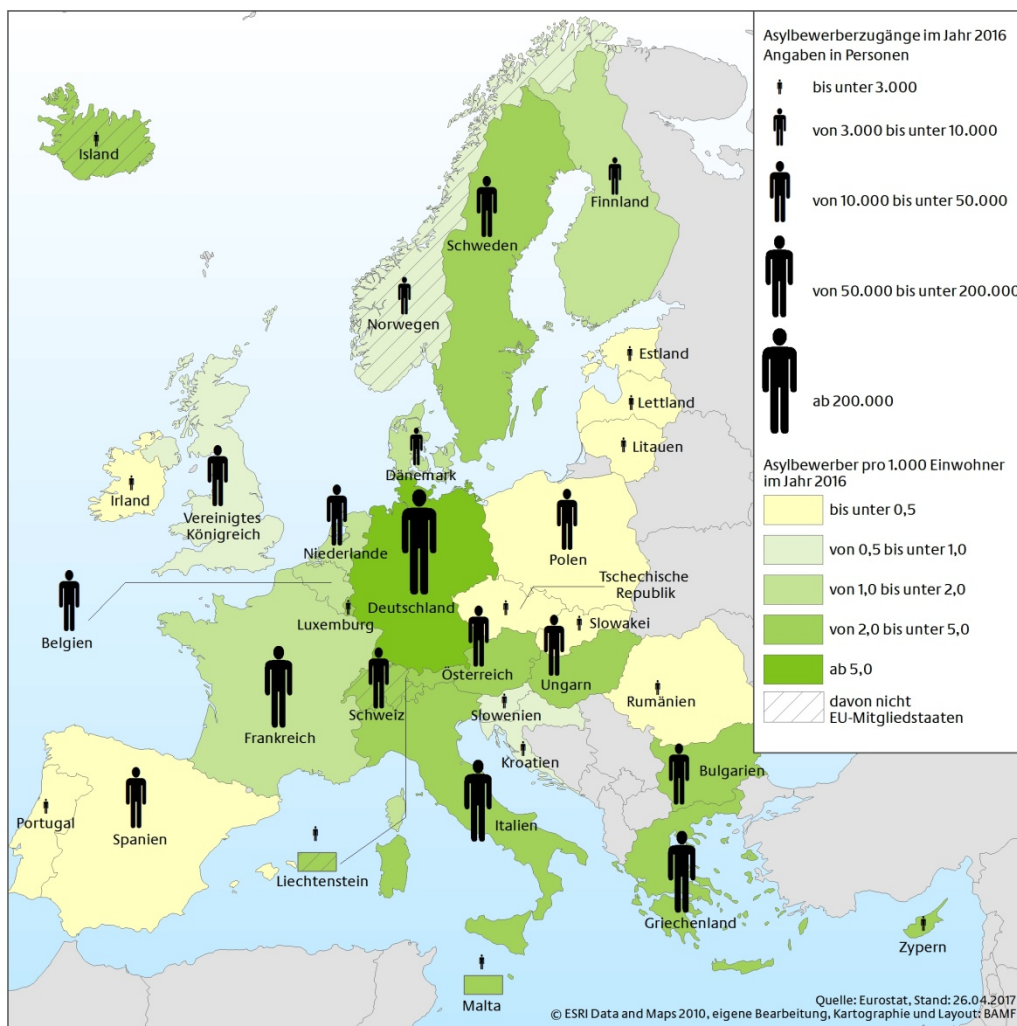 Asylbewerberzugänge im Jahr 2016
Angaben in Personen
bis unter 3.000
von 3.000 bis unter 10.000
von 10.000 bis unter 50.000
von 50.000 bis unter 200.000
ab 200.000
Asylbewerber pro 1.000 Einwohner
im Jahr 2016
bis unter 0,5
von 0,5 bis unter 1,0
von 1,0 bis unter 2,0
von 2,0 bis unter 5,0
ab 5,0
davon nicht
EU-Mitgliedstaaten
Island
Finnland
Schweden
Norwegen
Estland
Lettland
Litauen
Dänemark
Irland
Vereinigtes
Königreich
Niederlande
Polen
Tschechische
Republik
Deutschland
Belgien
Luxemburg
Slowakei
Österreich
Ungarn
Schweiz
Rumänien
Slowenien
Frankreich
Kroatien
Bulgarien
Portugal
Spanien
Italien
Liechtenstein
Griechenland
Zypern
Malta
Quelle: Eurostat, Stand: 26.04.2017
© ESRI Data and Maps 2010, eigene Bearbeitung, Kartographie und Layout: BAMF